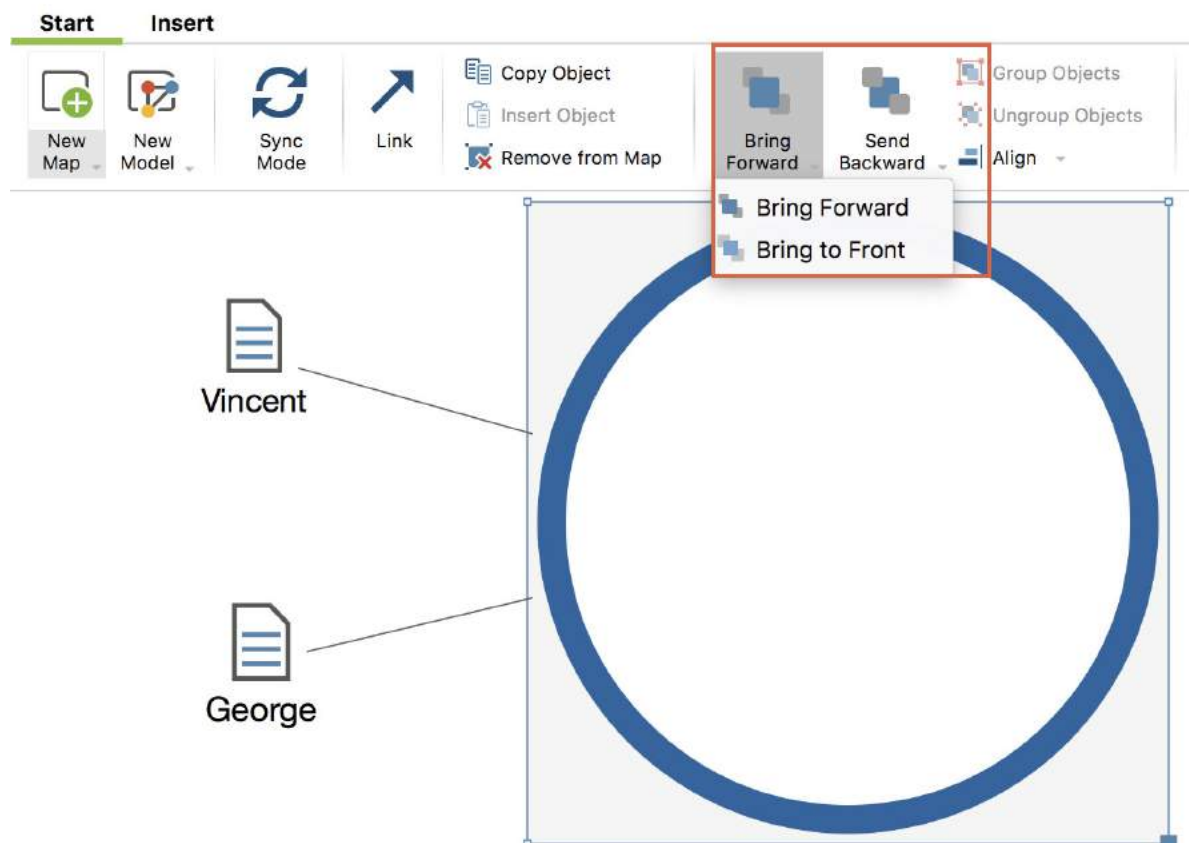 Start Insert
New Map
New Model
Sync Mode
Link
Copy Object
Insert Object
Remove from Map
Bring Forward
Send Backward
Group Objects
Ungroup Objects
Align
Bring Forward
Bring to Front
Vincent
George